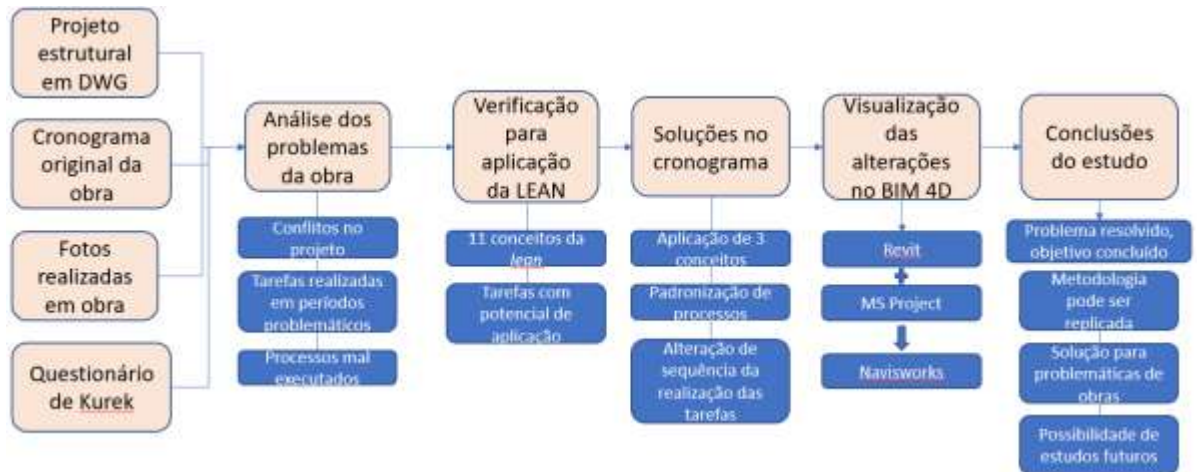 Projeto
estrutural
em DWG
Cronograma
original da
obra
Fotos
realizadas
em obra
Questionário
de Kurek
Análise dos
problemas
da obra
Conflitos no
projeto
Tarefas realizadas
em períodos
problemáticos
Processos mal
executados
Verificação
para
aplicação
da LEAN
11 conceitos da
lean
Tarefas com
potencial de
aplicação
Soluções no
cronograma
Aplicação de 3
conceitos
Padronização de
processos
Alteração de
sequência da
realização das
tarefas
Visualização
das
alterações
no BIM 4D
Revit
MS Project
Navisworks
Conclusões
do estudo
Problema resolvido,
objetivo concluído
Metodologia
pode ser
replicada
Solução para
problemáticas de
obras
Possibilidade de
estudos futuros